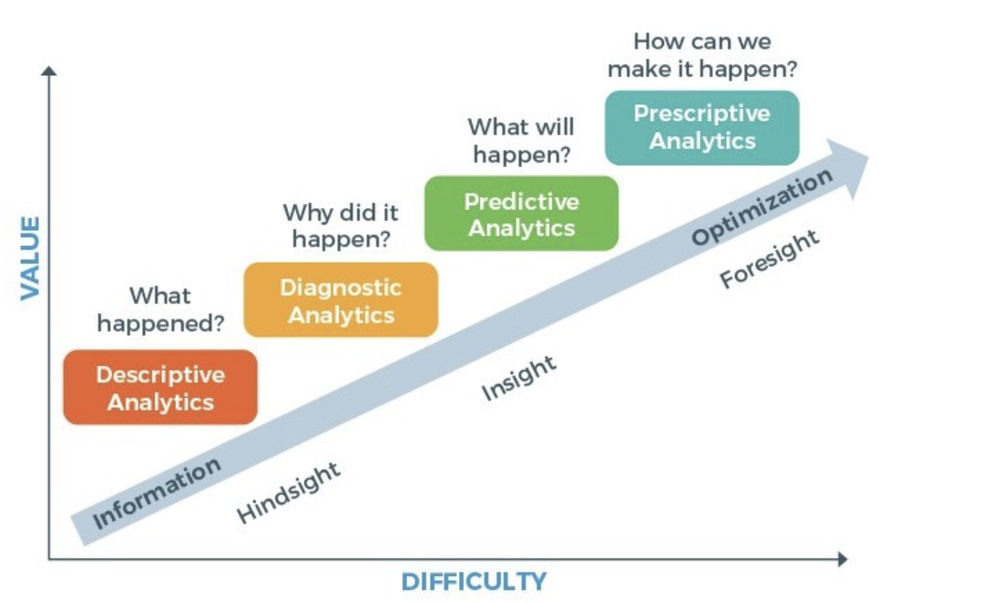 How can we
make it happen?
Prescriptive
Analytics
What will
happen?
Predictive
Analytics
Why did it
happen?
Diagnostic
Analytics
What
happened?
Descriptive
Analytics
VALUE
Information
Optimization
Hindsight
Insight
Foresight
DIFFICULTY